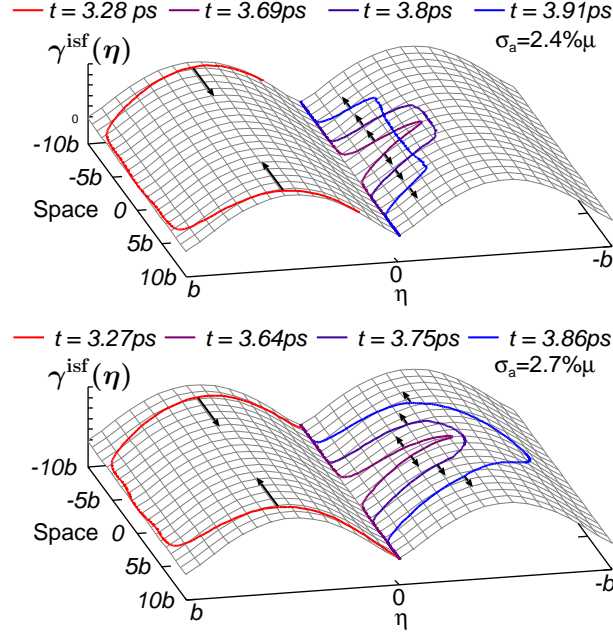 t = 3.28 ps t = 3.69ps t = 3.8ps t = 3.91ps
γ^isf(η) σ_a=2.4%μ
0
-10b
-5b
Space 0
5b
10b
b 0 -b
η
t = 3.27ps t = 3.64ps t = 3.75ps t = 3.86ps
γ^isf(η) σ_a=2.7%μ
-10b
-5b
Space 0
5b
10b
b 0 -b
η